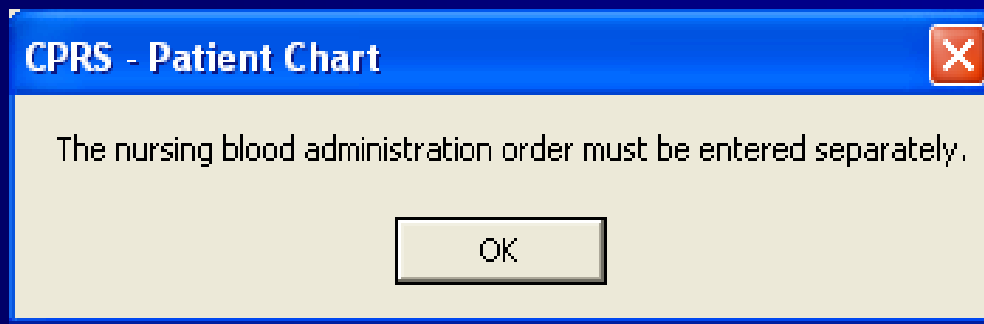 CPRS - Patient Chart
The nursing blood administration order must be entered separately.
OK